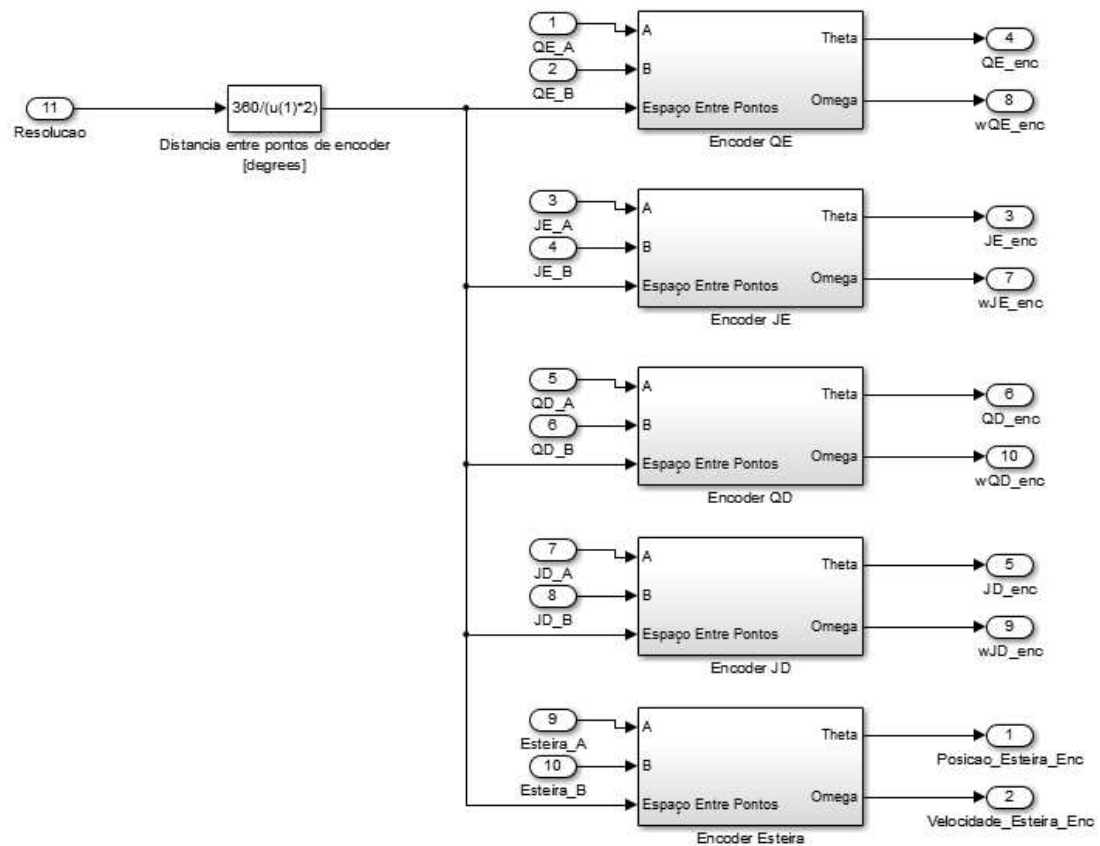 1
QE_A
2
QE_B
A
B
Espaço Entre Pontos
Theta
Omega
Encoder QE
4
QE_enc
8
wQE_enc
11
Resolucao
360/(u(1)*2)
Distancia entre pontos de encoder
[degrees]
3
JE_A
4
JE_B
A
B
Espaço Entre Pontos
Theta
Omega
Encoder JE
3
JE_enc
7
wJE_enc
5
QD_A
6
QD_B
A
B
Espaço Entre Pontos
Theta
Omega
Encoder QD
6
QD_enc
10
wQD_enc
7
JD_A
8
JD_B
A
B
Espaço Entre Pontos
Theta
Omega
Encoder JD
5
JD_enc
9
wJD_enc
9
Esteira_A
10
Esteira_B
A
B
Espaço Entre Pontos
Theta
Omega
Encoder Esteira
1
Posicao_Esteira_Enc
2
Velocidade_Esteira_Enc